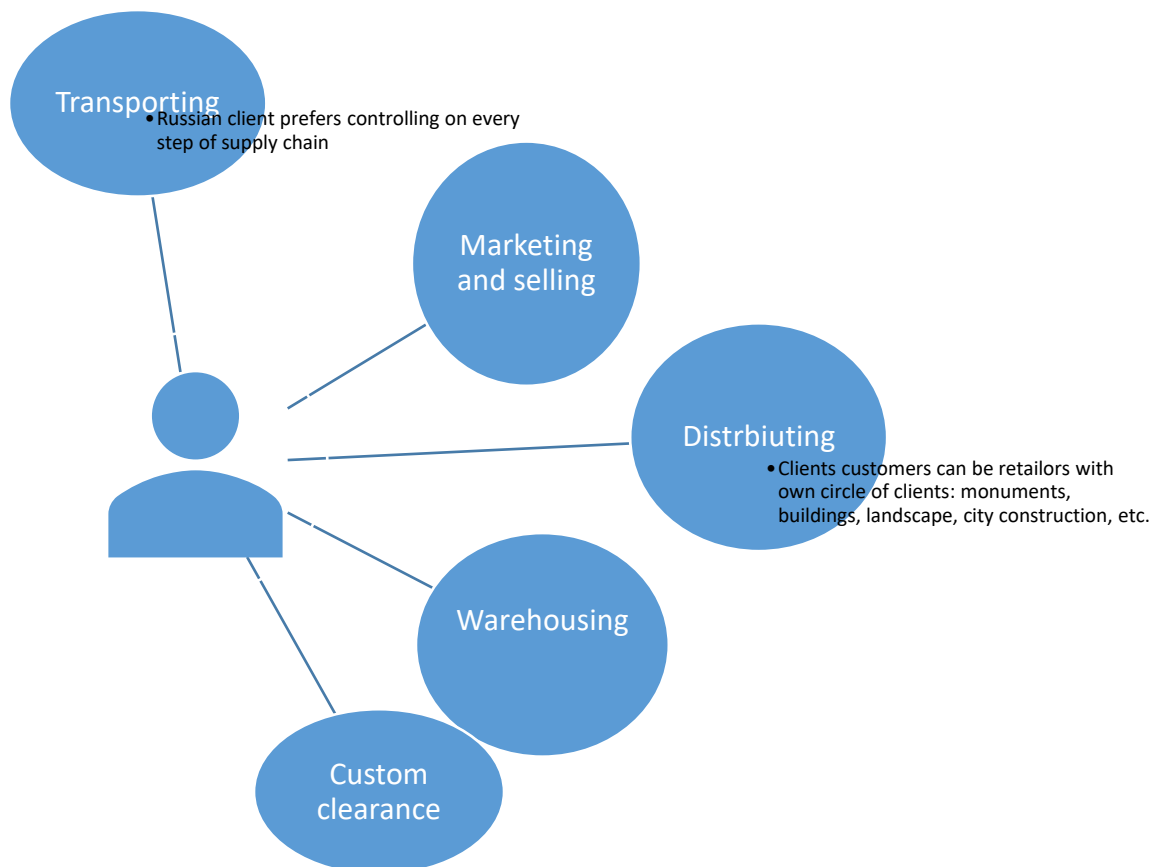 Transporting
•Russian client prefers controlling on every
step of supply chain
Marketing
and selling
Distrbiuting
•Clients customers can be retailors with
own circle of clients: monuments,
buildings, landscape, city construction, etc.
Warehousing
Custom
clearance